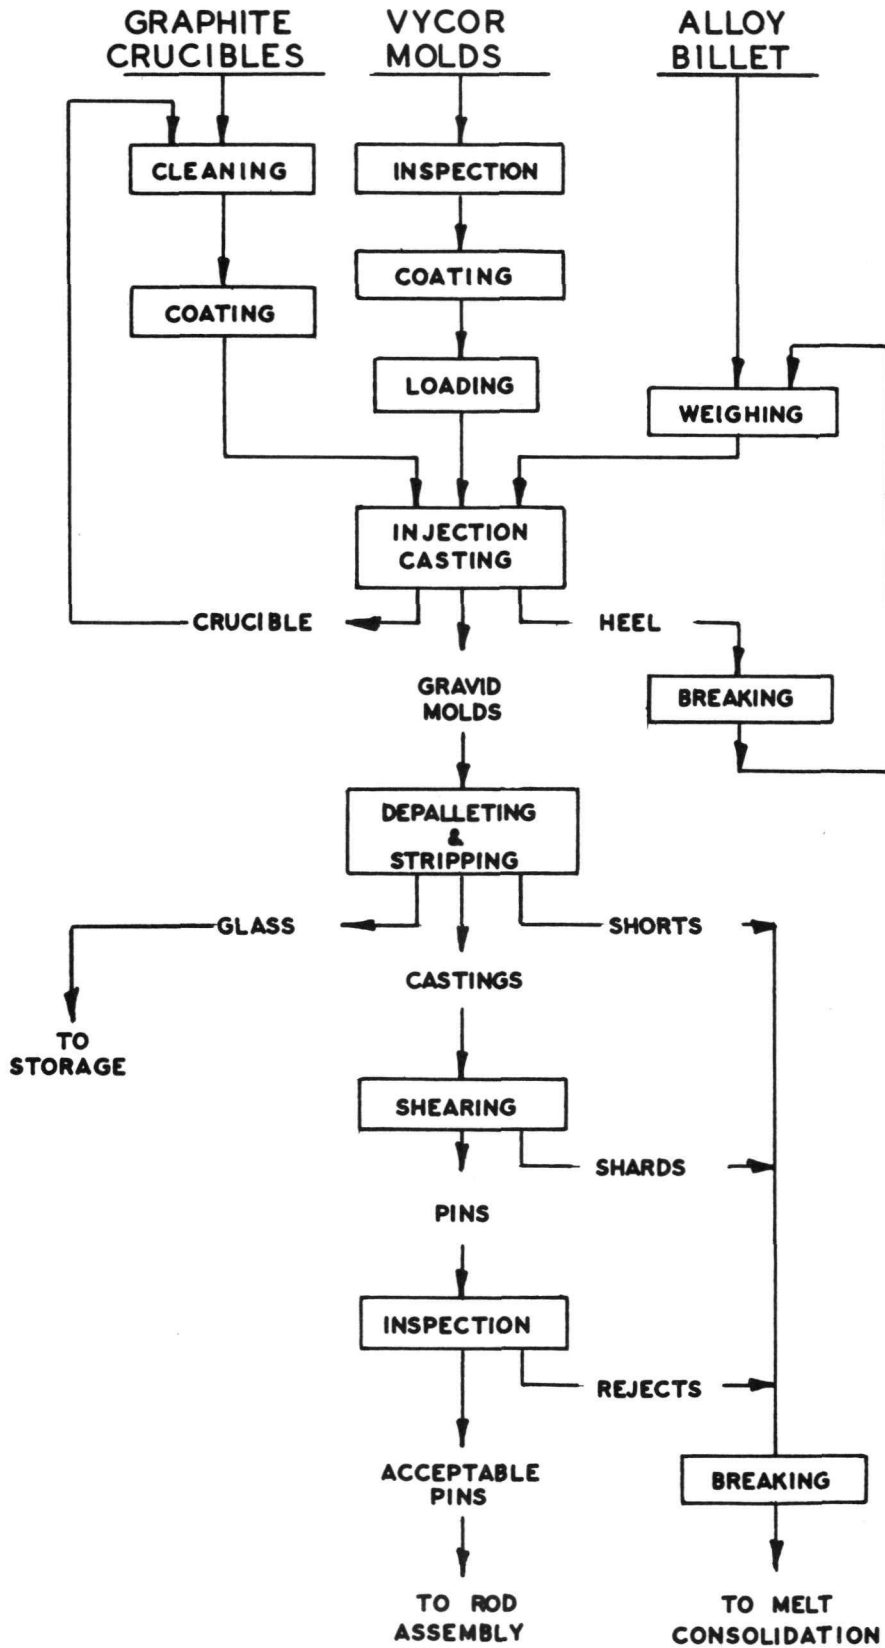 GRAPHITE
CRUCIBLES
VYCOR
MOLDS
ALLOY
BILLET
CLEANING
INSPECTION
COATING
COATING
LOADING
WEIGHING
INJECTION
CASTING
CRUCIBLE
HEEL
GRAVID
MOLDS
BREAKING
DEPALLETING
&
STRIPPING
GLASS
SHORTS
CASTINGS
TO
STORAGE
SHEARING
SHARDS
PINS
INSPECTION
REJECTS
ACCEPTABLE
PINS
BREAKING
TO ROD
ASSEMBLY
TO MELT
CONSOLIDATION